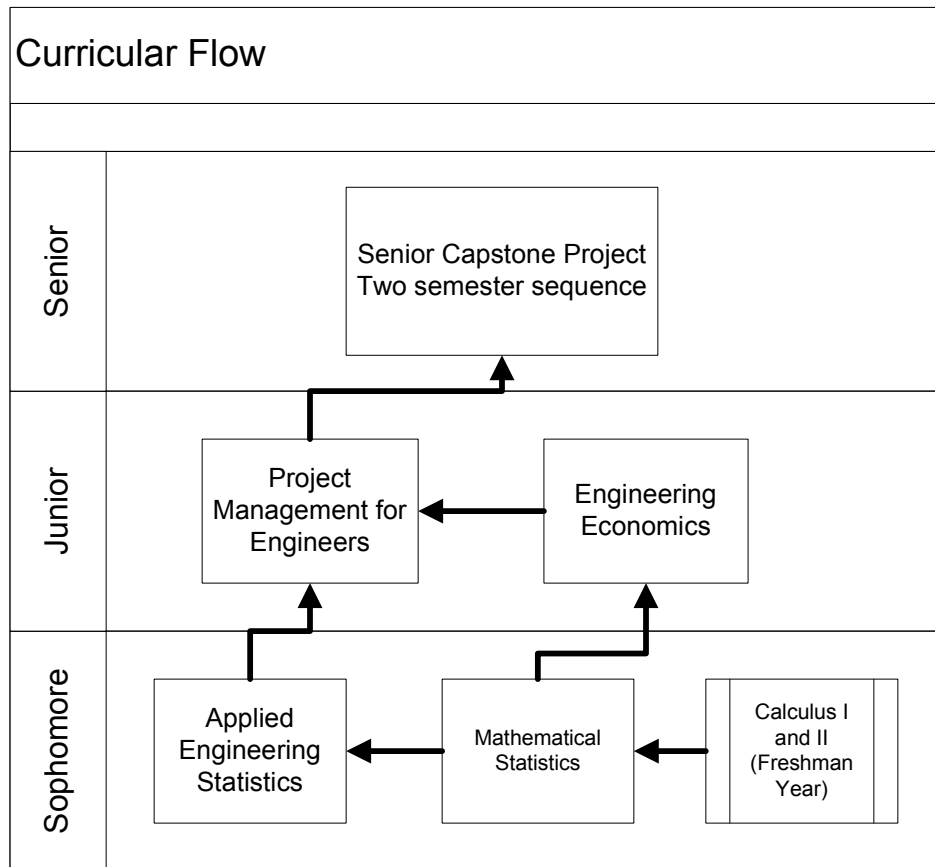 Curricular Flow
Senior
Senior Capstone Project
Two semester sequence
Junior
Project
Management for
Engineers
Engineering
Economics
Sophomore
Applied
Engineering
Statistics
Mathematical
Statistics
Calculus I
and II
(Freshman
Year)